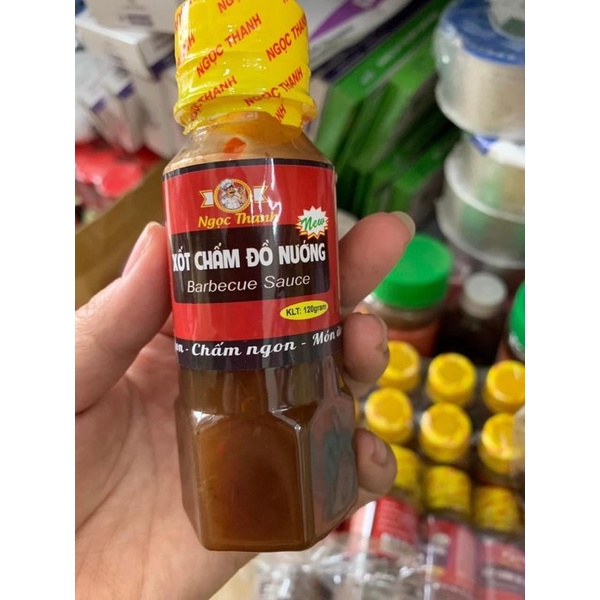 NGỌC THANH
NGỌC THANH
Ngọc Thanh
New
XỐT CHẤM ĐỒ NƯỚNG
Barbecue Sauce
KLT: 120gram
- Chấm ngon - Món